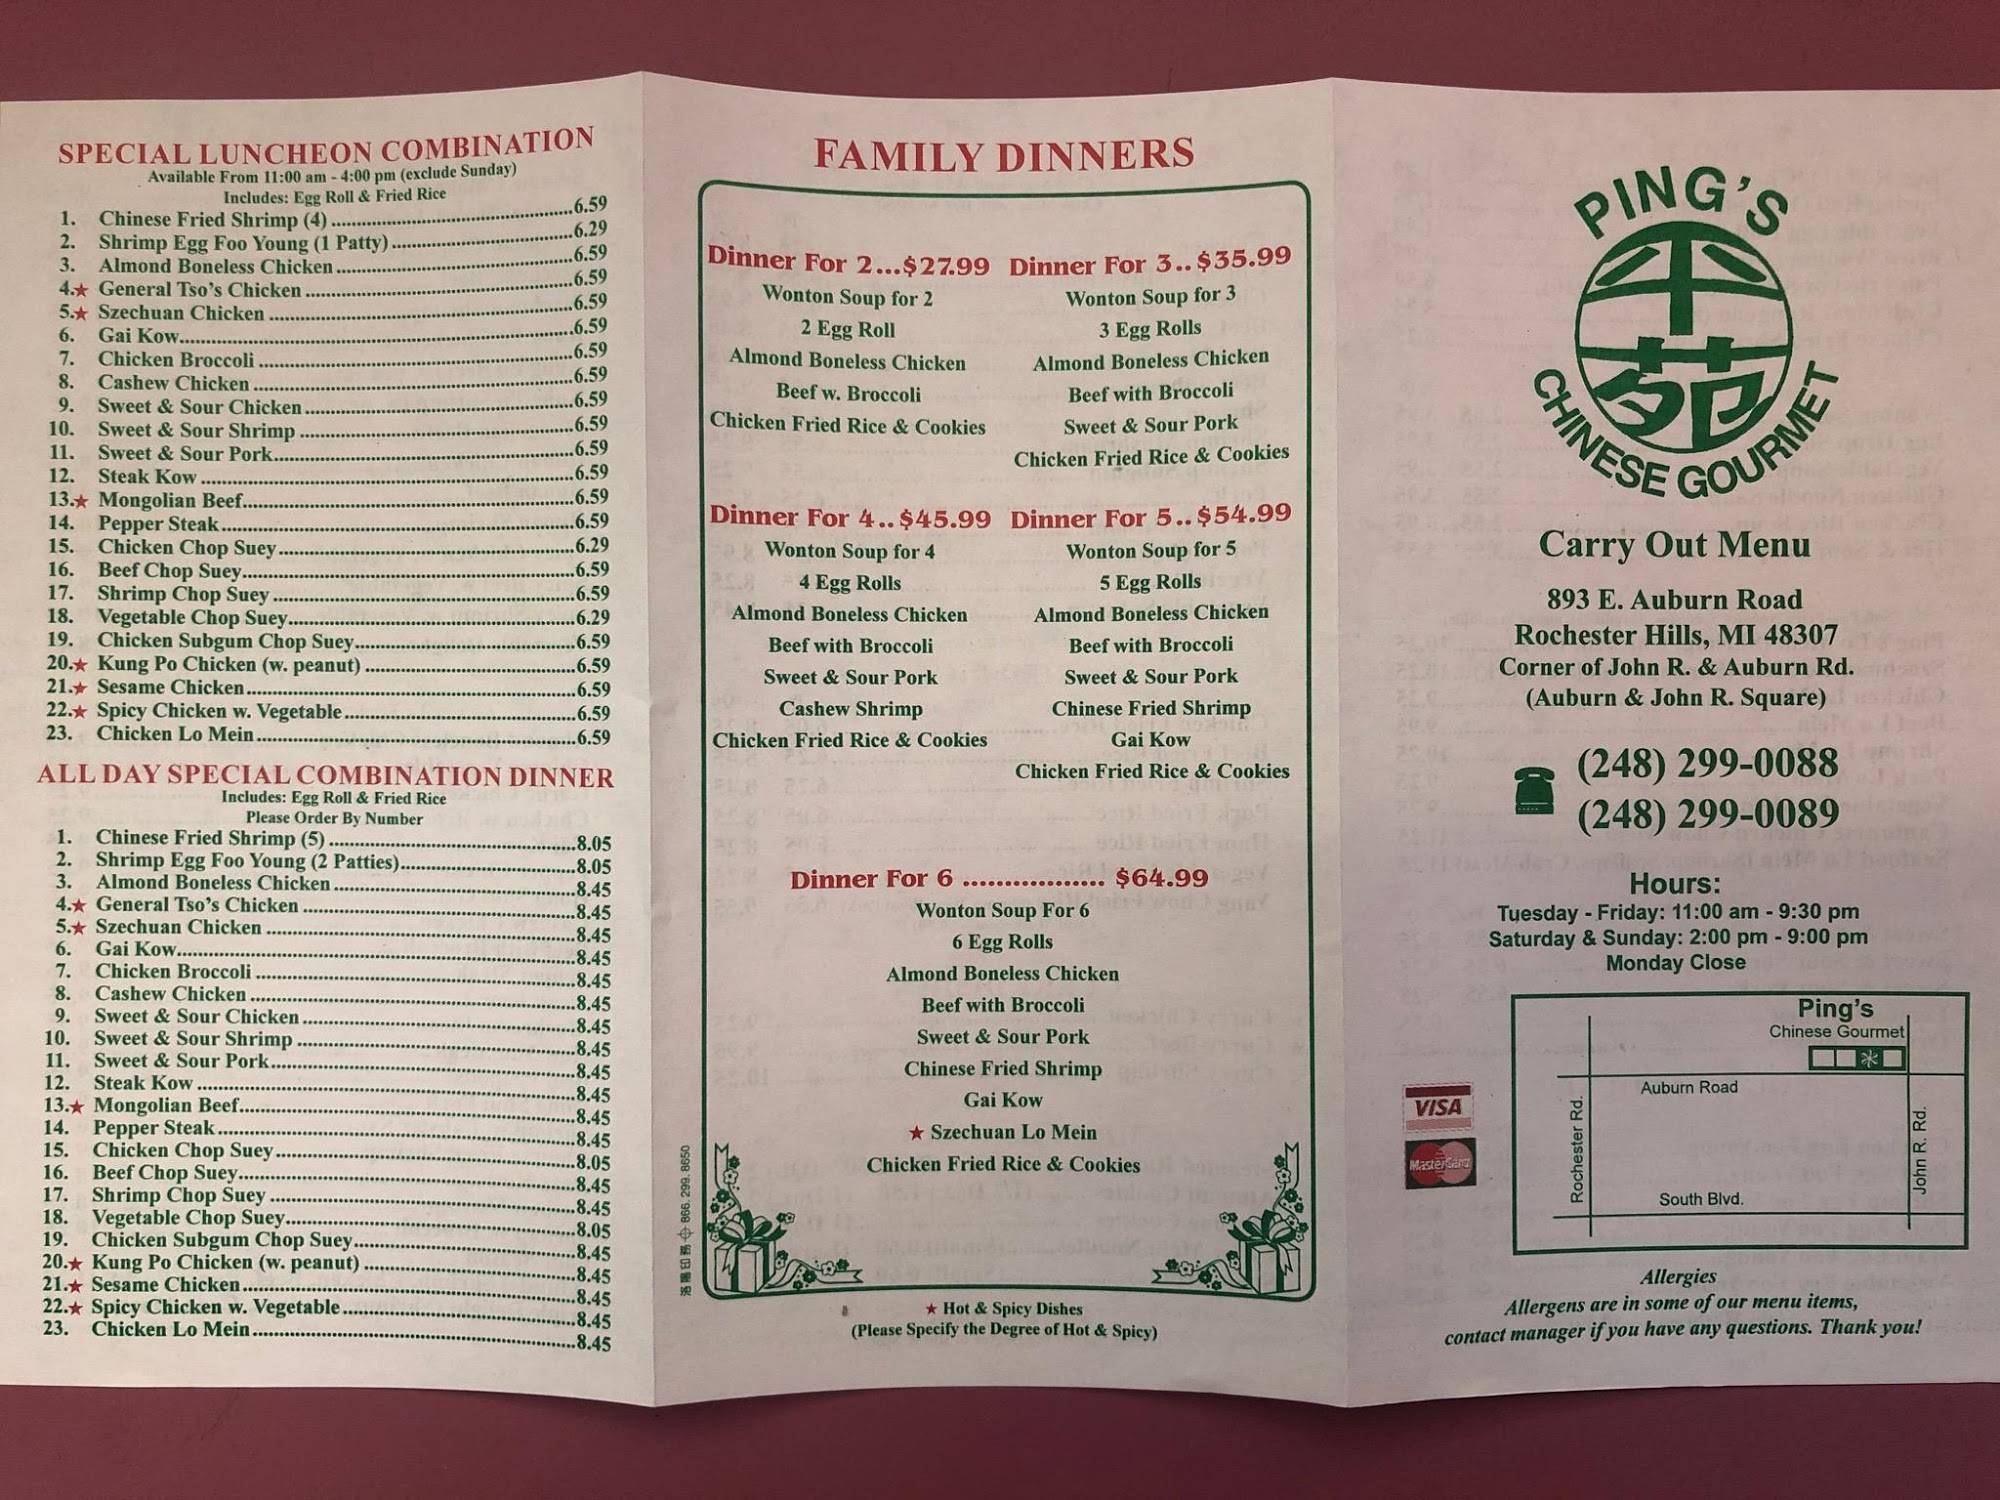 SPECIAL LUNCHEON COMBINATION
Available From 11:00 am - 4:00 pm (exclude Sunday)
Includes: Egg Roll & Fried Rice
1. Chinese Fried Shrimp (4) 6.59
2. Shrimp Egg Foo Young (1 Patty) 6.29
3. Almond Boneless Chicken 6.59
4.★ General Tso's Chicken 6.59
5.★ Szechuan Chicken 6.59
6. Gai Kow 6.59
7. Chicken Broccoli 6.59
8. Cashew Chicken 6.59
9. Sweet & Sour Chicken 6.59
10. Sweet & Sour Shrimp 6.59
11. Sweet & Sour Pork 6.59
12. Steak Kow 6.59
13.★ Mongolian Beef 6.59
14. Pepper Steak 6.59
15. Chicken Chop Suey 6.29
16. Beef Chop Suey 6.59
17. Shrimp Chop Suey 6.59
18. Vegetable Chop Suey 6.29
19. Chicken Subgum Chop Suey 6.59
20.★ Kung Po Chicken (w. peanut) 6.59
21.★ Sesame Chicken 6.59
22.★ Spicy Chicken w. Vegetable 6.59
23. Chicken Lo Mein 6.59
ALL DAY SPECIAL COMBINATION DINNER
Includes: Egg Roll & Fried Rice
Please Order By Number
1. Chinese Fried Shrimp (5) 8.05
2. Shrimp Egg Foo Young (2 Patties) 8.05
3. Almond Boneless Chicken 8.45
4.★ General Tso's Chicken 8.45
5.★ Szechuan Chicken 8.45
6. Gai Kow 8.45
7. Chicken Broccoli 8.45
8. Cashew Chicken 8.45
9. Sweet & Sour Chicken 8.45
10. Sweet & Sour Shrimp 8.45
11. Sweet & Sour Pork 8.45
12. Steak Kow 8.45
13.★ Mongolian Beef 8.45
14. Pepper Steak 8.45
15. Chicken Chop Suey 8.05
16. Beef Chop Suey 8.45
17. Shrimp Chop Suey 8.45
18. Vegetable Chop Suey 8.05
19. Chicken Subgum Chop Suey 8.45
20.★ Kung Po Chicken (w. peanut) 8.45
21.★ Sesame Chicken 8.45
22.★ Spicy Chicken w. Vegetable 8.45
23. Chicken Lo Mein 8.45
FAMILY DINNERS
Dinner For 2...$27.99
Wonton Soup for 2
2 Egg Roll
Almond Boneless Chicken
Beef w. Broccoli
Chicken Fried Rice & Cookies
Dinner For 3..$35.99
Wonton Soup for 3
3 Egg Rolls
Almond Boneless Chicken
Beef with Broccoli
Sweet & Sour Pork
Chicken Fried Rice & Cookies
Dinner For 4..$45.99
Wonton Soup for 4
4 Egg Rolls
Almond Boneless Chicken
Beef with Broccoli
Sweet & Sour Pork
Cashew Shrimp
Chicken Fried Rice & Cookies
Dinner For 5..$54.99
Wonton Soup for 5
5 Egg Rolls
Almond Boneless Chicken
Beef with Broccoli
Sweet & Sour Pork
Chinese Fried Shrimp
Gai Kow
Chicken Fried Rice & Cookies
Dinner For 6 .................. $64.99
Wonton Soup For 6
6 Egg Rolls
Almond Boneless Chicken
Beef with Broccoli
Sweet & Sour Pork
Chinese Fried Shrimp
Gai Kow
★ Szechuan Lo Mein
Chicken Fried Rice & Cookies
★ Hot & Spicy Dishes
(Please Specify the Degree of Hot & Spicy)
866.299.8650
PING'S
CHINESE GOURMET
Carry Out Menu
893 E. Auburn Road
Rochester Hills, MI 48307
Corner of John R. & Auburn Rd.
(Auburn & John R. Square)
(248) 299-0088
(248) 299-0089
Hours:
Tuesday - Friday: 11:00 am - 9:30 pm
Saturday & Sunday: 2:00 pm - 9:00 pm
Monday Close
Ping's
Chinese Gourmet
Auburn Road
Rochester Rd.
John R. Rd.
South Blvd.
VISA
MasterCard
Allergies
Allergens are in some of our menu items,
contact manager if you have any questions. Thank you!